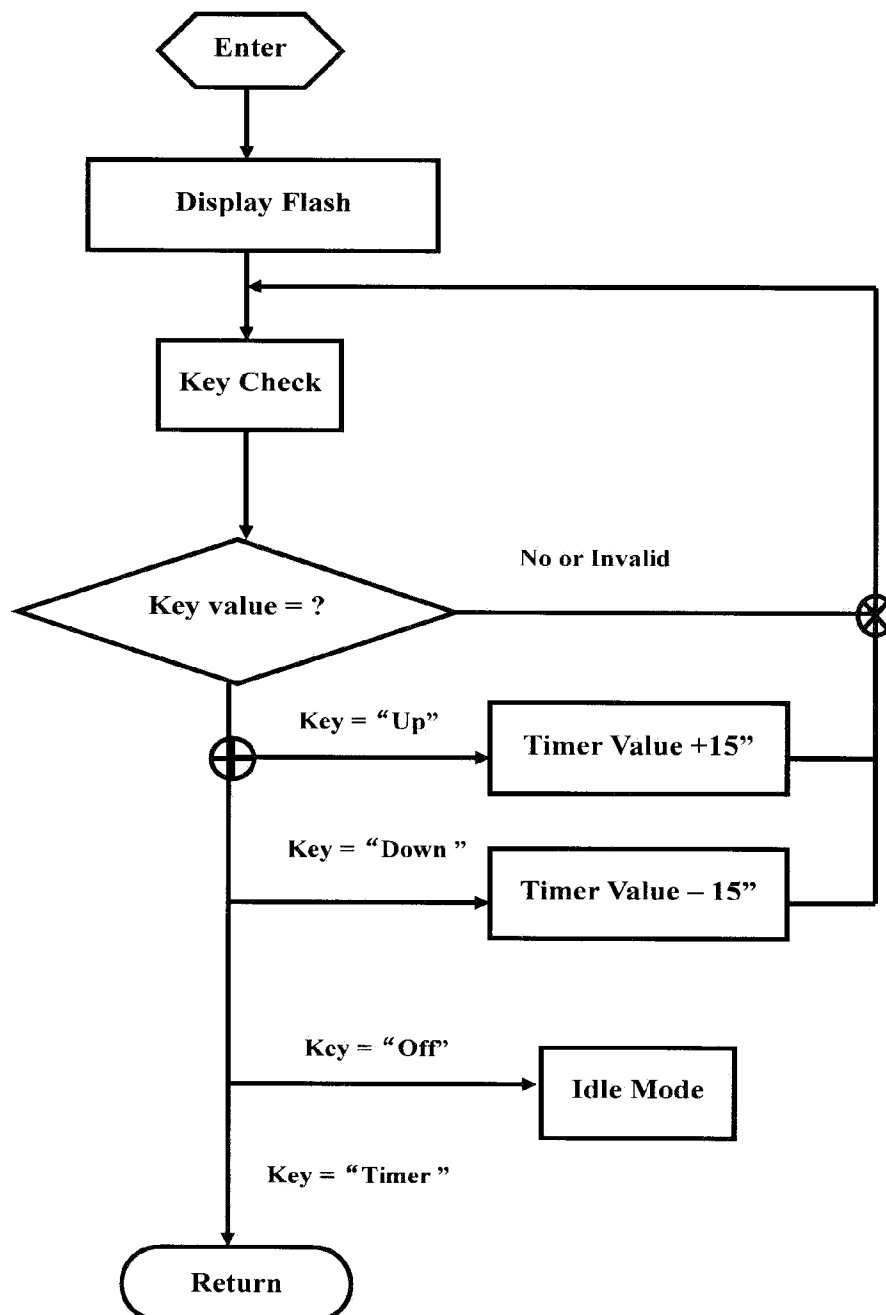 Enter
Display Flash
Key Check
No or Invalid
Key value = ?
Key = “Up”
Timer Value +15”
Key = “Down ”
Timer Value – 15”
Key = “Off”
Idle Mode
Key = “Timer ”
Return